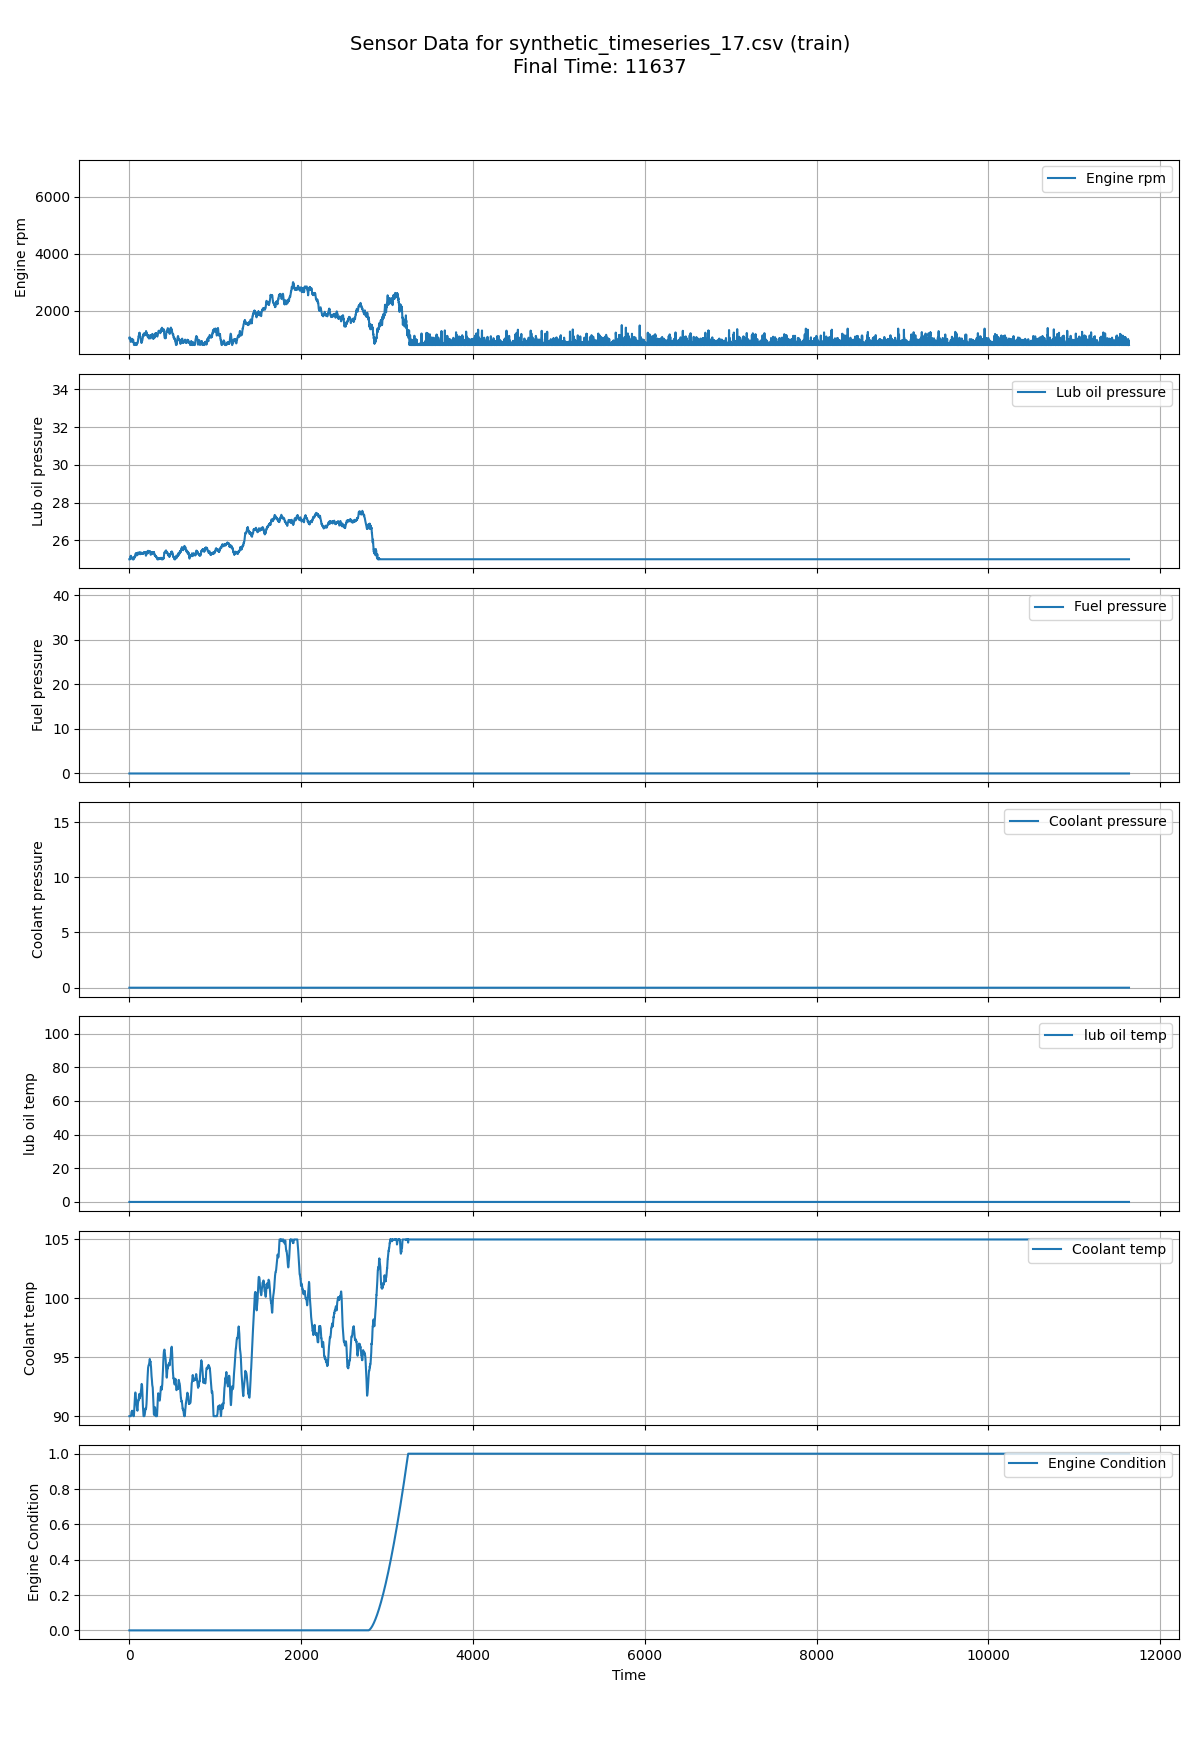 Sensor Data for synthetic_timeseries_17.csv (train)
Final Time: 11637
Engine rpm
6000
4000
2000
Engine rpm
Lub oil pressure
34
32
30
28
26
Lub oil pressure
Fuel pressure
40
30
20
10
0
Fuel pressure
Coolant pressure
15
10
5
0
Coolant pressure
lub oil temp
100
80
60
40
20
0
lub oil temp
Coolant temp
105
100
95
90
Coolant temp
Engine Condition
1.0
0.8
0.6
0.4
0.2
0.0
Engine Condition
0 2000 4000 6000 8000 10000 12000
Time